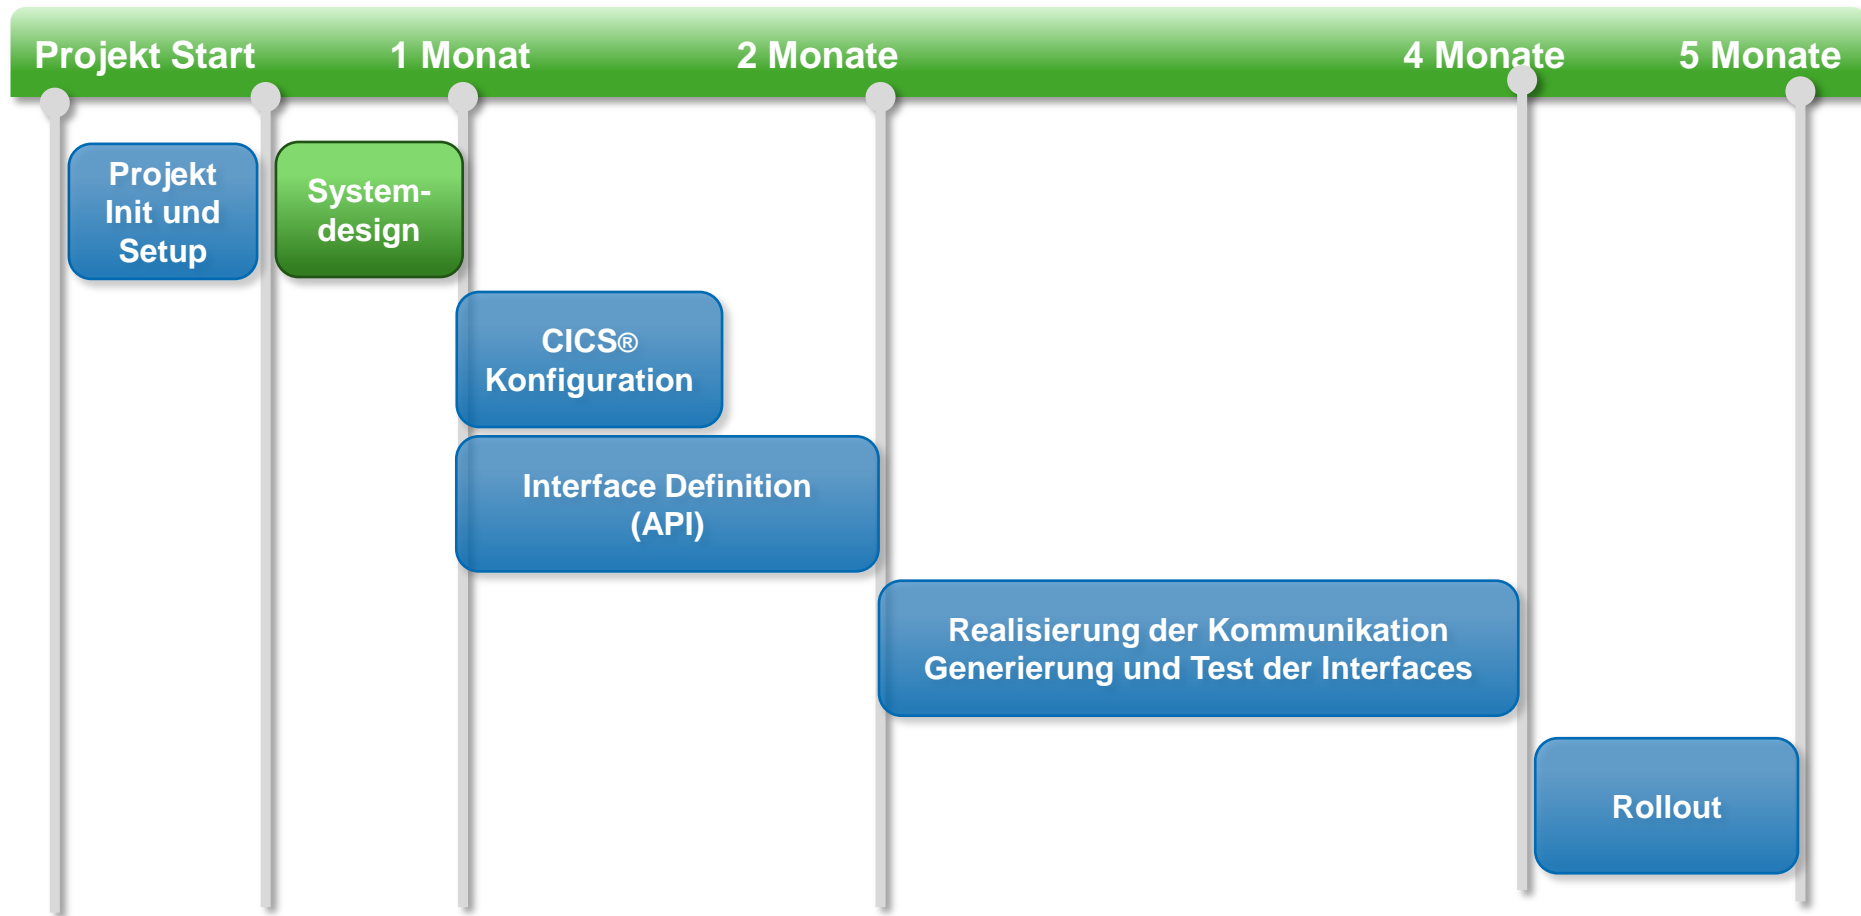 Projekt Start 1 Monat 2 Monate 4 Monate 5 Monate
Projekt
Init und
Setup
System-
design
CICS®
Konfiguration
Interface Definition
(API)
Realisierung der Kommunikation
Generierung und Test der Interfaces
Rollout